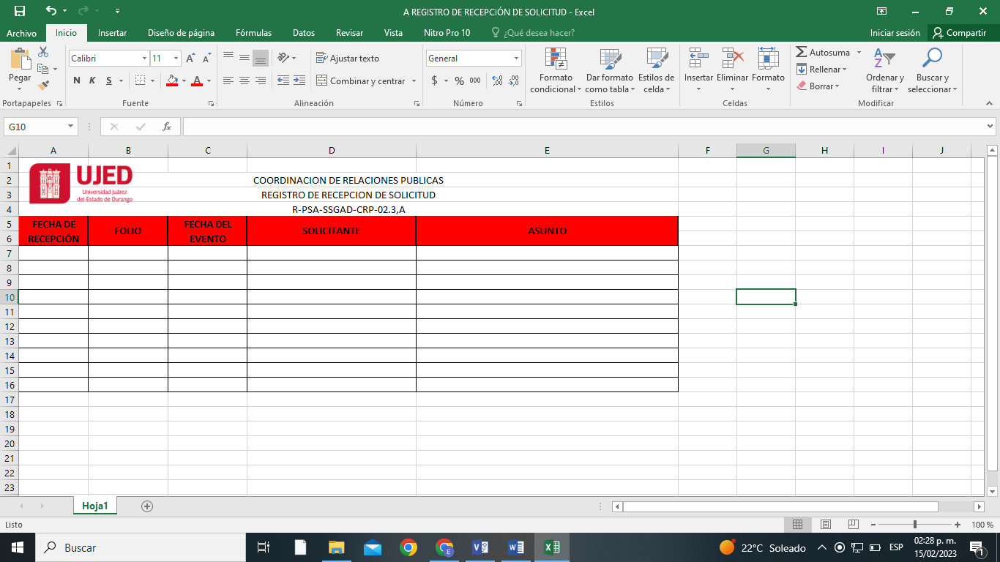 A REGISTRO DE RECEPCIÓN DE SOLICITUD - Excel
Archivo Inicio Insertar Diseño de página Fórmulas Datos Revisar Vista Nitro Pro 10 ¿Qué desea hacer? Iniciar sesión Compartir
Pegar
Portapapeles
Calibri 11
N K S
Fuente
Ajustar texto
Combinar y centrar
Alineación
General
$ % 000
Número
Formato condicional
Dar formato como tabla
Estilos de celda
Estilos
Insertar Eliminar Formato
Celdas
Autosuma
Rellenar
Borrar
Ordenar y filtrar
Buscar y seleccionar
Modificar
G10 fx
A B C D E F G H I J
1
UJED
Universidad Juárez
del Estado de Durango
2 COORDINACION DE RELACIONES PUBLICAS
3 REGISTRO DE RECEPCION DE SOLICITUD
4 R-PSA-SSGAD-CRP-02.3,A
5 FECHA DE RECEPCIÓN FOLIO FECHA DEL EVENTO SOLICITANTE ASUNTO
6
7
8
9
10
11
12
13
14
15
16
17
18
19
20
21
22
23
Hoja1
Listo 100 %
Buscar
22°C Soleado ESP 02:28 p. m.
15/02/2023
1